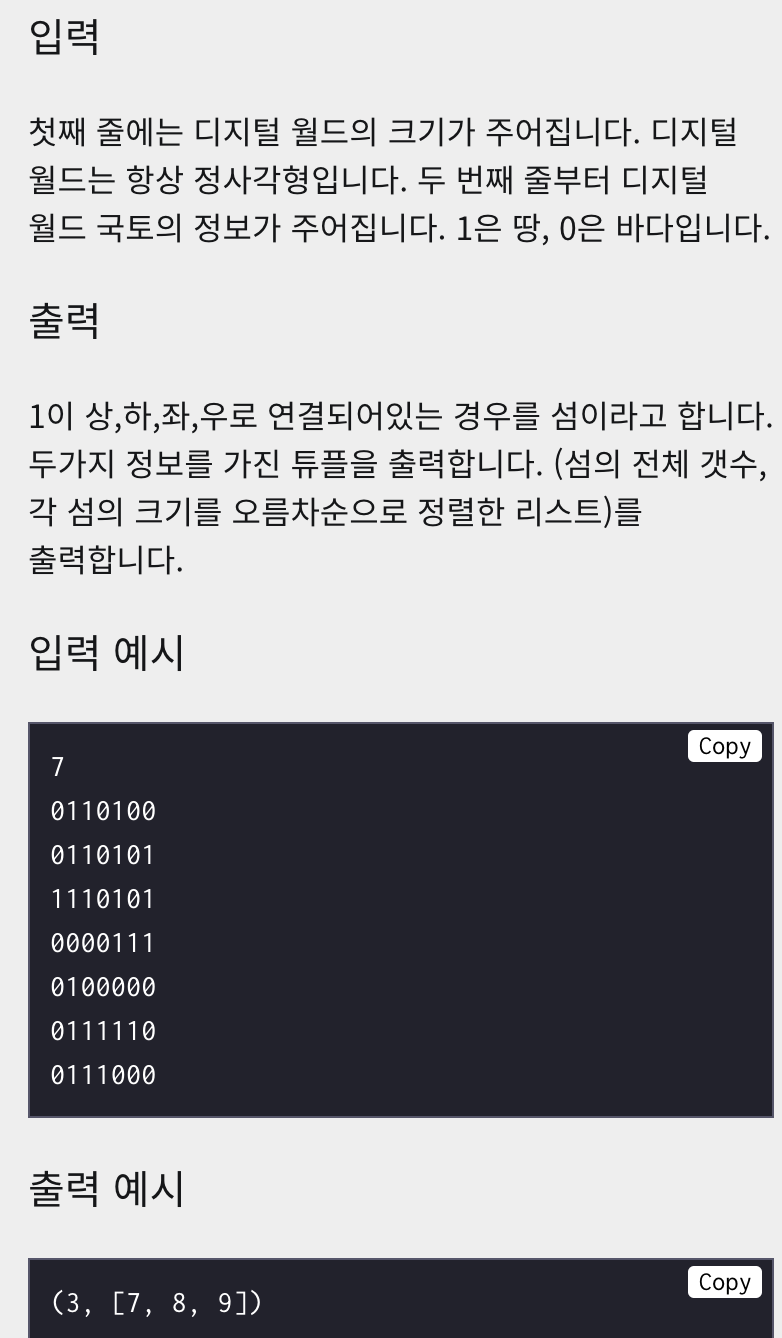 입력
첫째 줄에는 디지털 월드의 크기가 주어집니다. 디지털
월드는 항상 정사각형입니다. 두 번째 줄부터 디지털
월드 국토의 정보가 주어집니다. 1은 땅, 0은 바다입니다.
출력
1이 상,하,좌,우로 연결되어있는 경우를 섬이라고 합니다.
두가지 정보를 가진 튜플을 출력합니다. (섬의 전체 갯수,
각 섬의 크기를 오름차순으로 정렬한 리스트)를
출력합니다.
입력 예시
Copy
7
0110100
0110101
1110101
0000111
0100000
0111110
0111000
출력 예시
Copy
(3, [7, 8, 9])